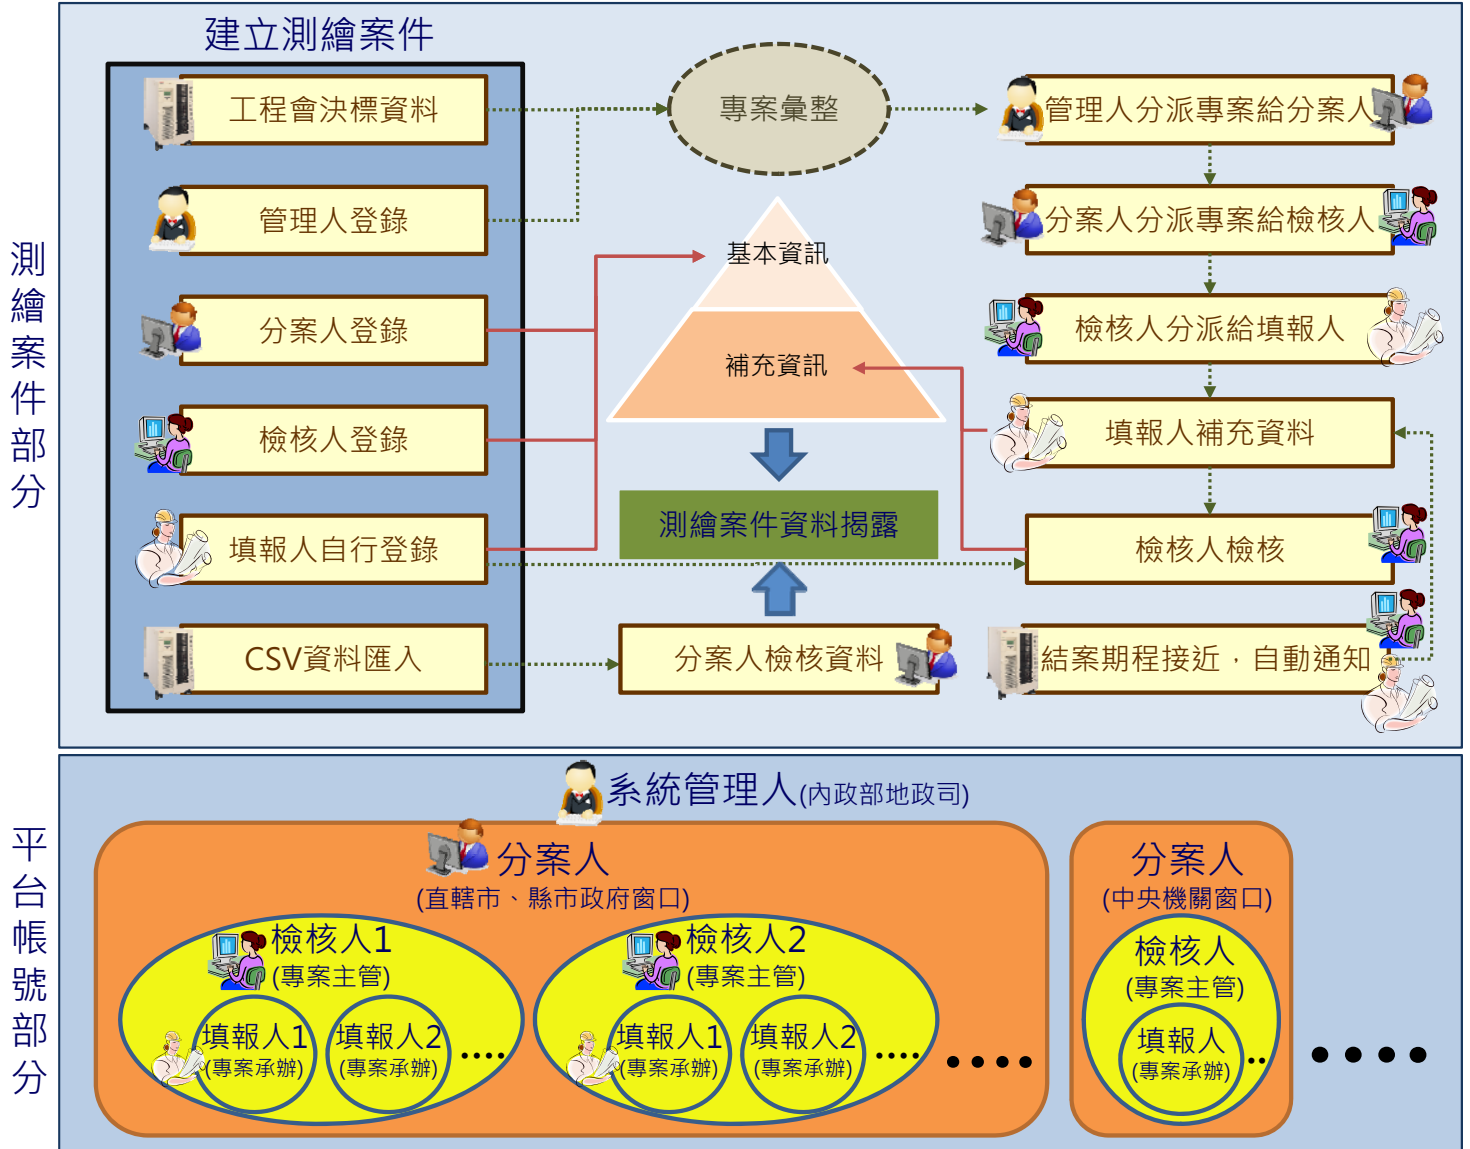 測繪案件部分
建立測繪案件
工程會決標資料
管理人登錄
分案人登錄
檢核人登錄
填報人自行登錄
CSV資料匯入
專案彙整
基本資訊
補充資訊
測繪案件資料揭露
分案人檢核資料
管理人分派專案給分案人
分案人分派專案給檢核人
檢核人分派給填報人
填報人補充資料
檢核人檢核
結案期程接近，自動通知
平台帳號部分
系統管理人(內政部地政司)
分案人
(直轄市、縣市政府窗口)
檢核人1
(專案主管)
填報人1
(專案承辦)
填報人2
(專案承辦)
....
檢核人2
(專案主管)
填報人1
(專案承辦)
填報人2
(專案承辦)
....
....
分案人
(中央機關窗口)
檢核人
(專案主管)
填報人
(專案承辦)
..
....